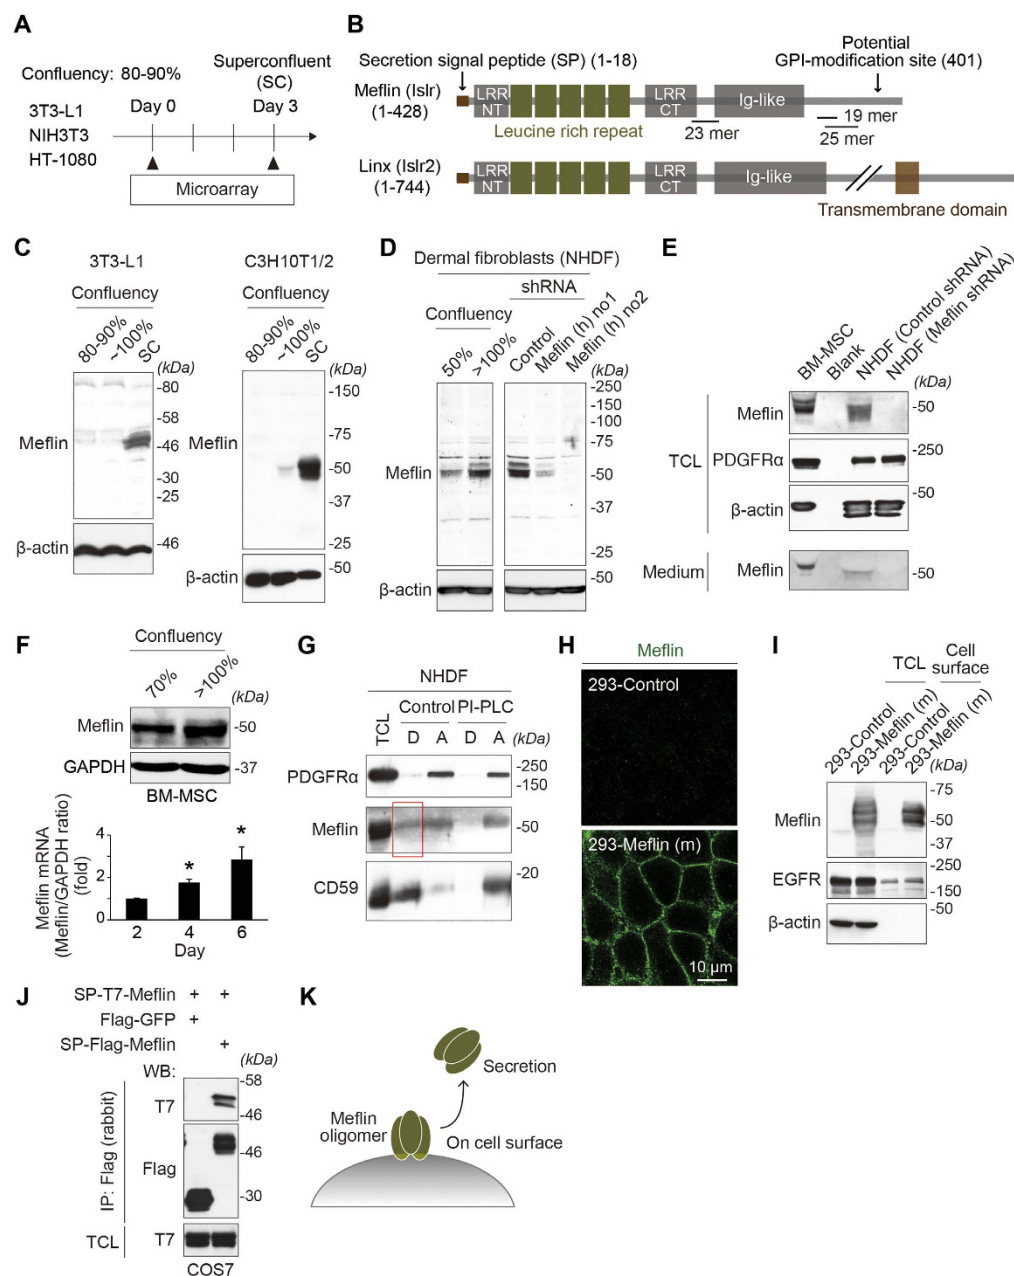 A
Confluency: 80-90%
Superconfluent
(SC)
3T3-L1
NIH3T3
HT-1080
Day 0
Day 3
Microarray
B
Secretion signal peptide (SP) (1-18)
Potential
GPI-modification site (401)
Meflin (Islr)
(1-428)
LRR
NT
LRR
CT
Ig-like
Leucine rich repeat
23 mer
19 mer
25 mer
Linx (Islr2)
(1-744)
LRR
NT
LRR
CT
Ig-like
Transmembrane domain
C
3T3-L1
Confluency
80-90%
~100%
SC
(kDa)
-80
-58
-46
-30
-25
Meflin
-46
β-actin
C3H10T1/2
Confluency
80-90%
~100%
SC
(kDa)
-150
-75
-50
-37
-25
Meflin
-50
β-actin
D
Dermal fibroblasts (NHDF)
shRNA
Confluency
50%
>100%
Control
Meflin (h) no1
Meflin (h) no2
(kDa)
-250
-150
-100
-75
-50
-37
-25
Meflin
-50
β-actin
E
BM-MSC
Blank
NHDF (Control shRNA)
NHDF (Meflin shRNA)
(kDa)
TCL
Meflin
-50
PDGFRα
-250
-150
β-actin
-50
Medium
Meflin
-50
F
Confluency
70%
>100%
(kDa)
Meflin
-50
GAPDH
-37
BM-MSC
Meflin mRNA
(Meflin/GAPDH ratio)
(fold)
4
2
0
*
*
2 4 6
Day
G
NHDF
TCL
Control PI-PLC
D A D A (kDa)
PDGFRα
-250
-150
Meflin
-50
CD59
-20
H
Meflin
293-Control
293-Meflin (m)
10 µm
I
TCL
Cell
surface
293-Control
293-Meflin (m)
293-Control
293-Meflin (m)
(kDa)
-75
Meflin
-50
-37
EGFR
-250
-150
β-actin
-50
J
SP-T7-Meflin + +
Flag-GFP +
SP-Flag-Meflin +
WB:
(kDa)
IP: Flag (rabbit)
T7
-58
-46
Flag
-46
-30
TCL
T7
COS7
K
Secretion
Meflin
oligomer
On cell surface